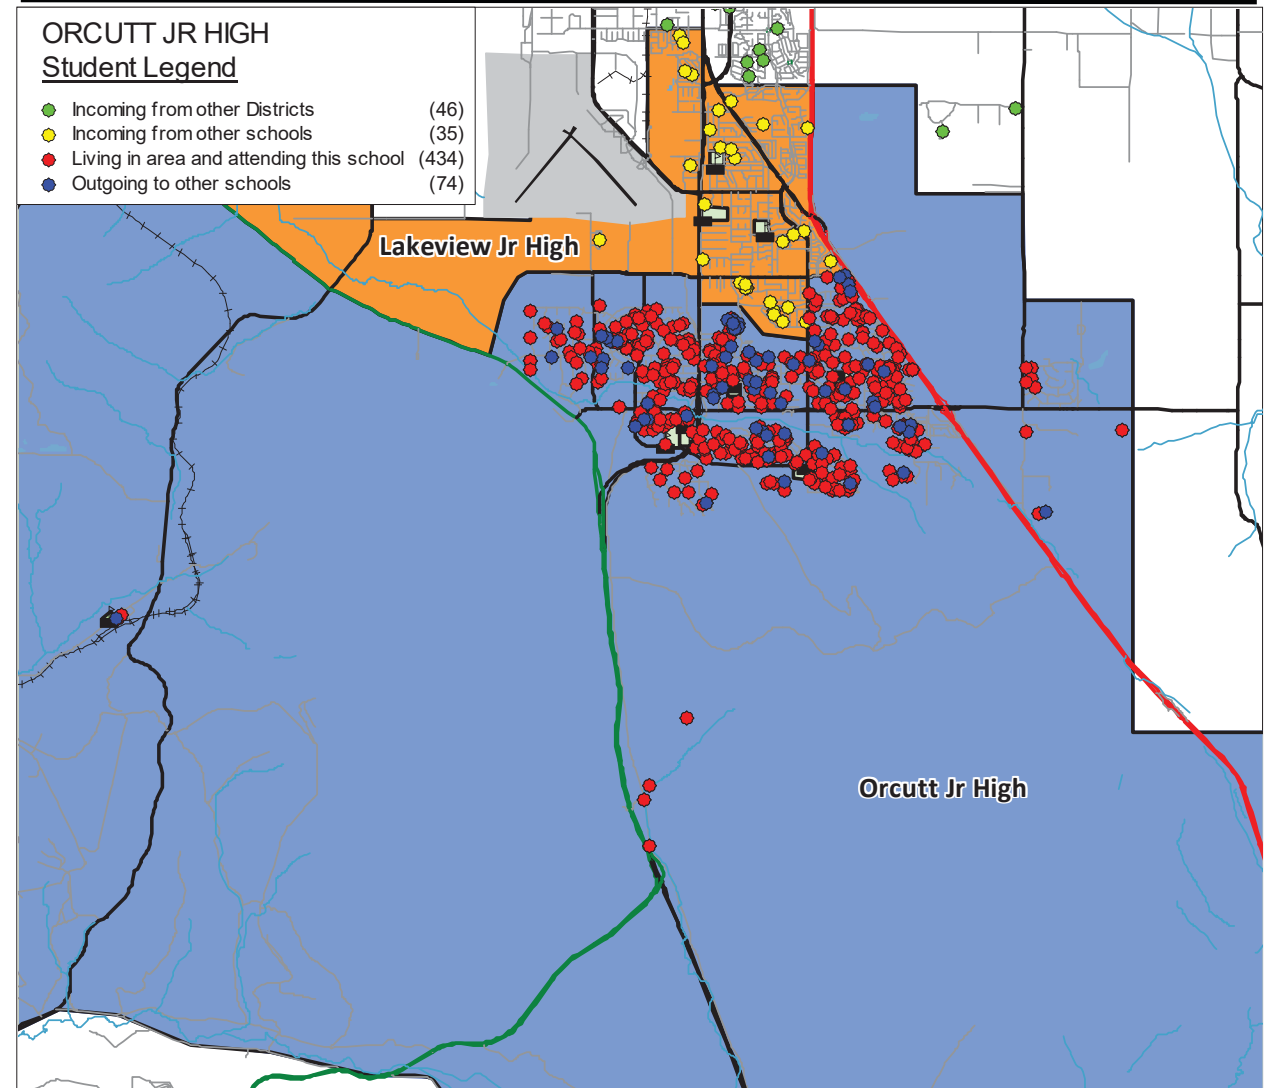 ORCUTT JR HIGH
Student Legend
Incoming from other Districts (46)
Incoming from other schools (35)
Living in area and attending this school (434)
Outgoing to other schools (74)
Lakeview Jr High
Orcutt Jr High